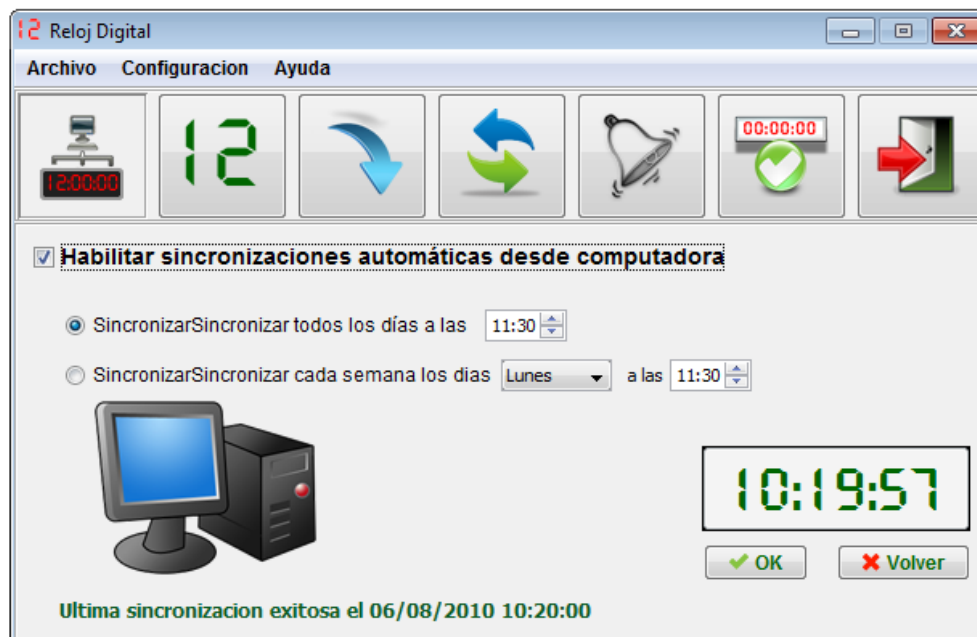 12 Reloj Digital
Archivo Configuracion Ayuda
12:00:00
12
00:00:00
Habilitar sincronizaciones automáticas desde computadora
SincronizarSincronizar todos los días a las 11:30
SincronizarSincronizar cada semana los dias Lunes a las 11:30
10:19:57
OK Volver
Ultima sincronizacion exitosa el 06/08/2010 10:20:00